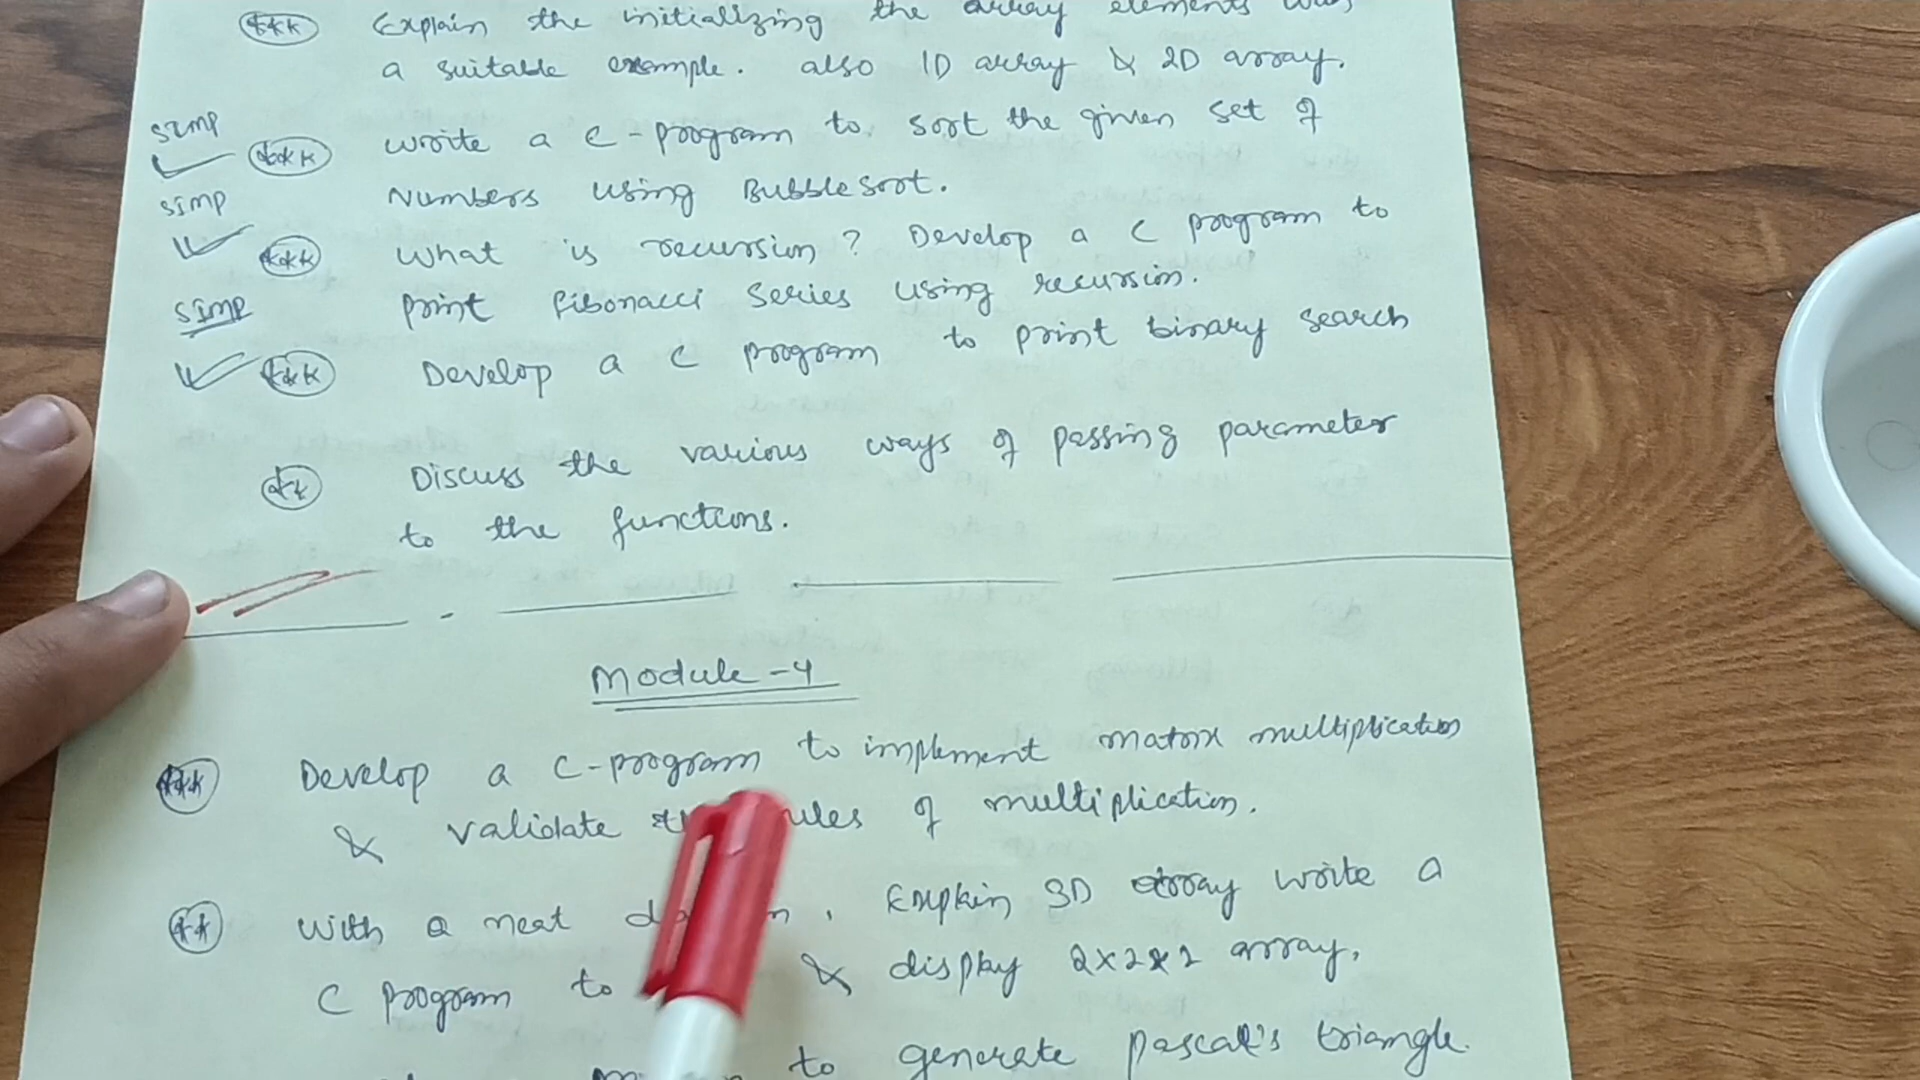 *** Explain the initializing the array elements with
a suitable example. also 1D array & 2D array.
simp
*** write a C-program to sort the given set of
simp Numbers using Bubblesort.
*** What is recursion? Develop a C program to
simp print fibonacci series using recursion.
*** Develop a C program to print binary search
** Discuss the various ways of passing parameter
to the functions.
Module-4
*** Develop a C-program to implement matrix multiplication
& validate rules of multiplication.
** with a neat Explain 3D array write a
C program to & display 2x2x2 array.
to generate pascal's triangle.